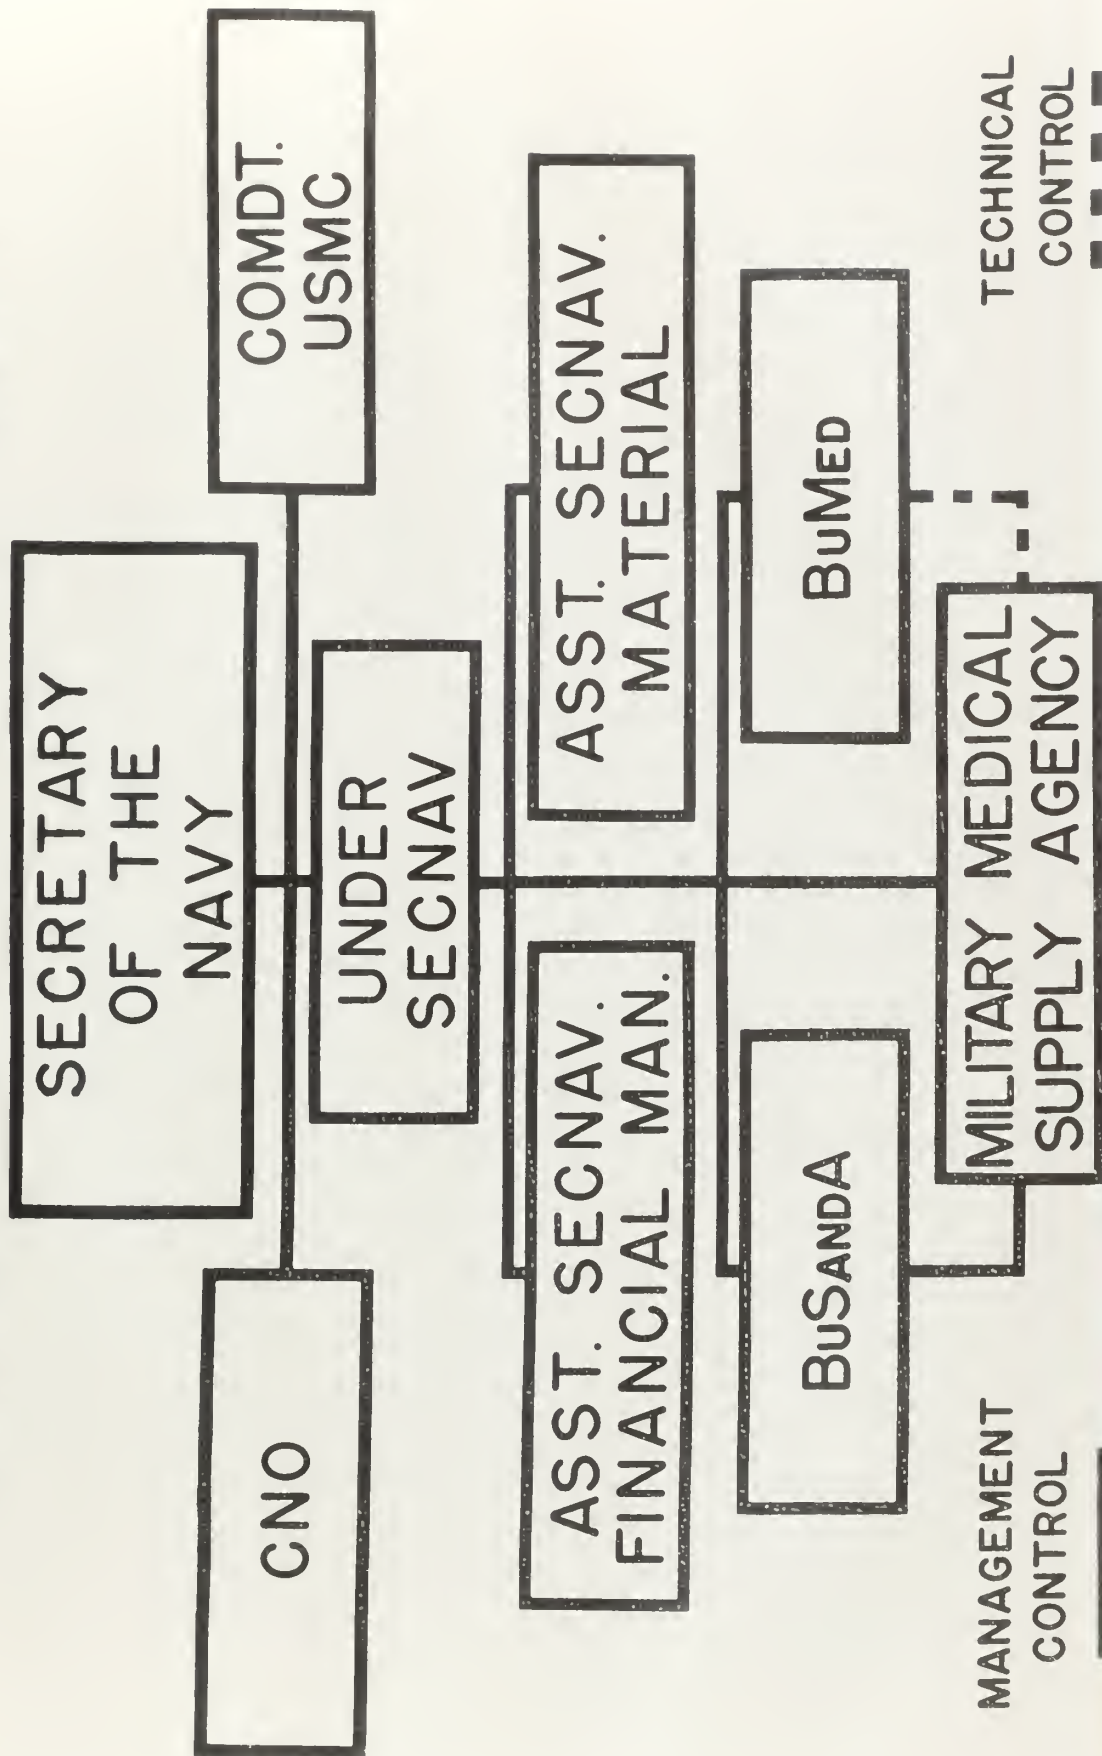 SECRETARY
OF THE
NAVY
CNO
COMDT.
USMC
UNDER
SECNAV
ASST. SECNAV.
FINANCIAL MAN.
ASST. SECNAV.
MATERIAL
BUSANDA
BUMED
MILITARY MEDICAL
SUPPLY AGENCY
MANAGEMENT
CONTROL
TECHNICAL
CONTROL